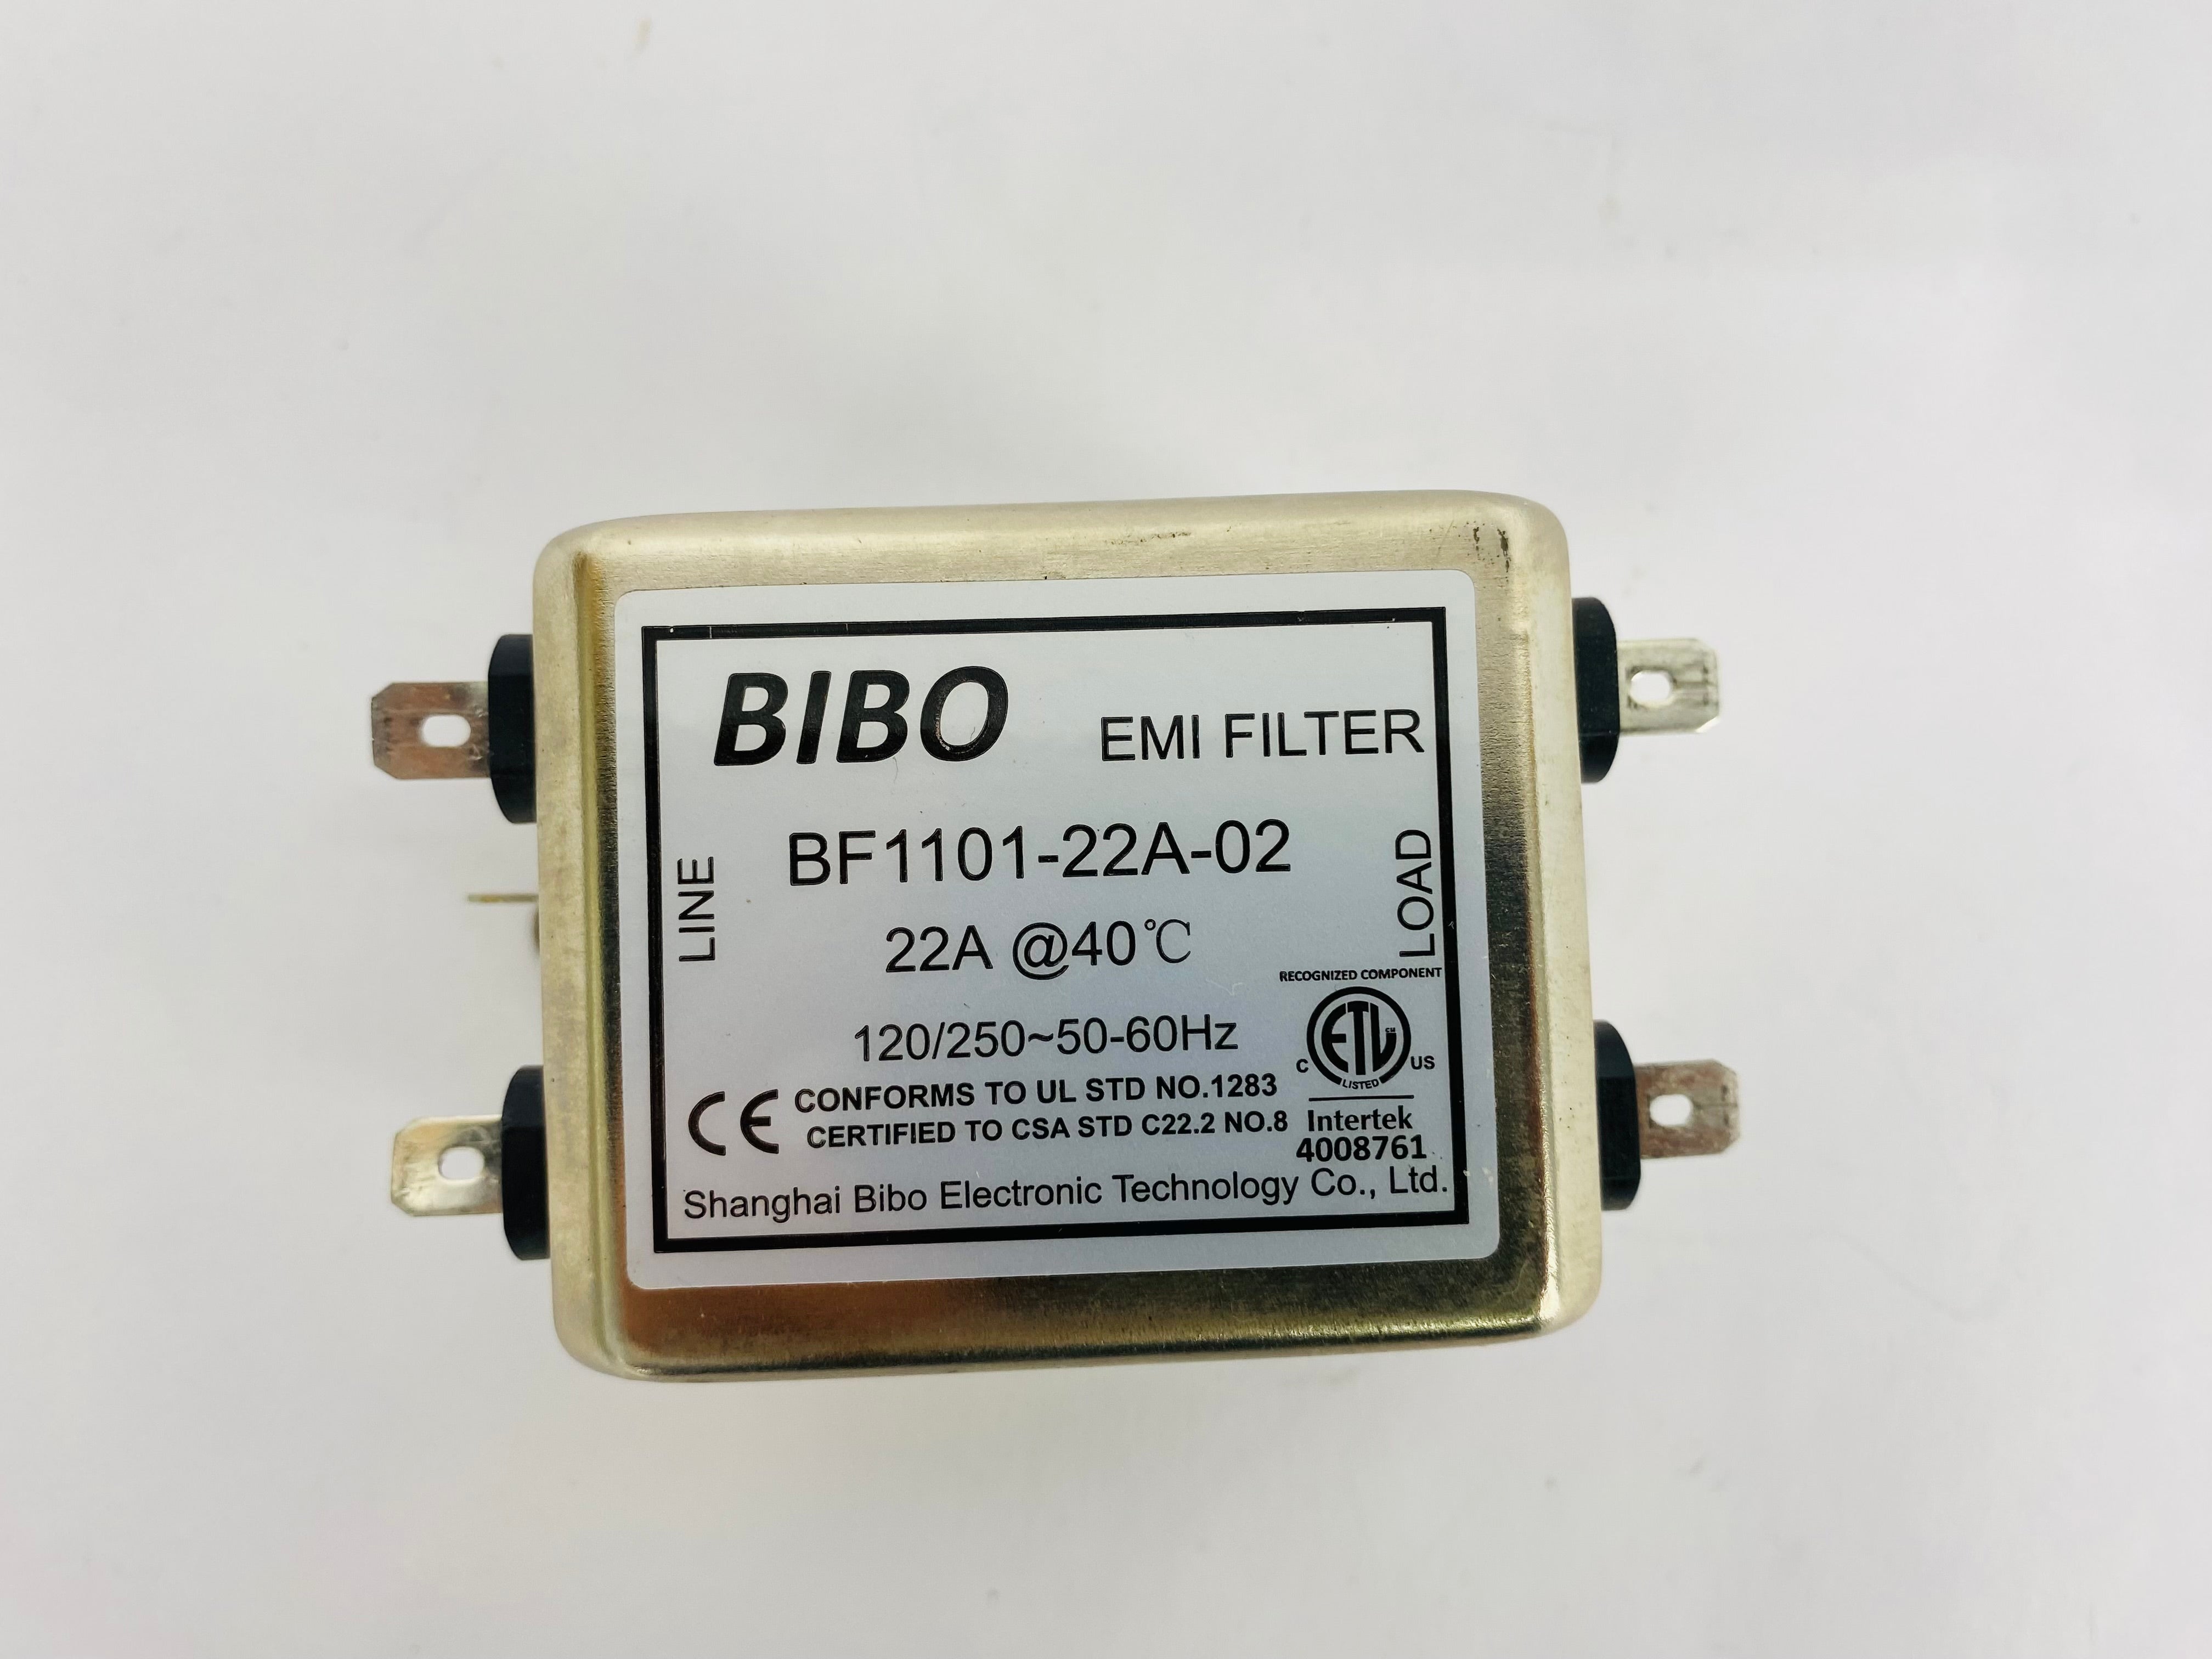 BIBO EMI FILTER
BF1101-22A-02
LINE
LOAD
22A @40℃
RECOGNIZED COMPONENT
120/250~50-60Hz
ETL CM
C US
LISTED
CE CONFORMS TO UL STD NO.1283
CERTIFIED TO CSA STD C22.2 NO.8
Intertek
4008761
Shanghai Bibo Electronic Technology Co., Ltd.